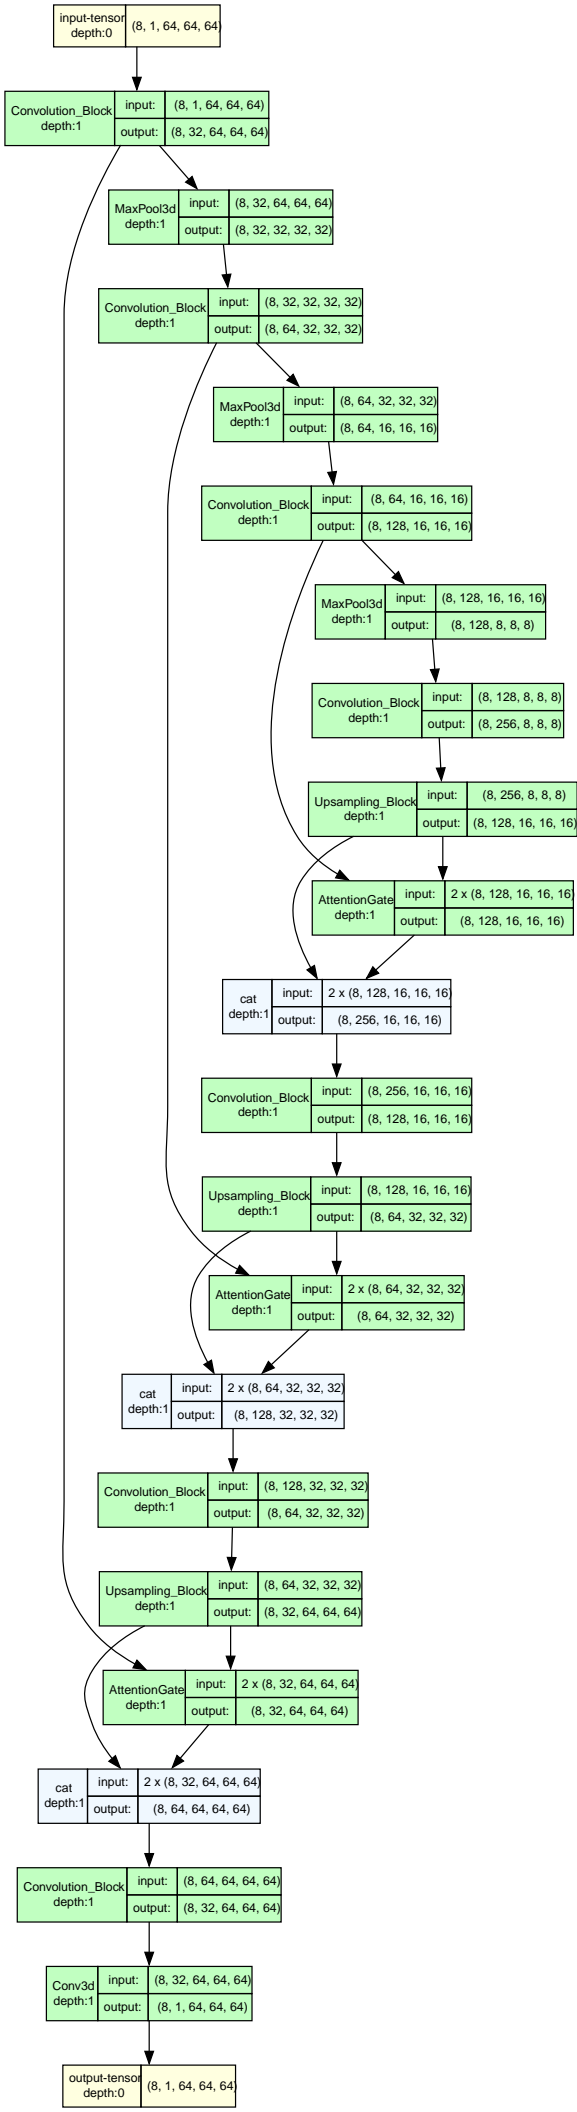 input-tensor
depth:0
(8, 1, 64, 64, 64)
Convolution_Block
depth:1
input:
(8, 1, 64, 64, 64)
output:
(8, 32, 64, 64, 64)
MaxPool3d
depth:1
input:
(8, 32, 64, 64, 64)
output:
(8, 32, 32, 32, 32)
Convolution_Block
depth:1
input:
(8, 32, 32, 32, 32)
output:
(8, 64, 32, 32, 32)
MaxPool3d
depth:1
input:
(8, 64, 32, 32, 32)
output:
(8, 64, 16, 16, 16)
Convolution_Block
depth:1
input:
(8, 64, 16, 16, 16)
output:
(8, 128, 16, 16, 16)
MaxPool3d
depth:1
input:
(8, 128, 16, 16, 16)
output:
(8, 128, 8, 8, 8)
Convolution_Block
depth:1
input:
(8, 128, 8, 8, 8)
output:
(8, 256, 8, 8, 8)
Upsampling_Block
depth:1
input:
(8, 256, 8, 8, 8)
output:
(8, 128, 16, 16, 16)
AttentionGate
depth:1
input:
2 x (8, 128, 16, 16, 16)
output:
(8, 128, 16, 16, 16)
cat
depth:1
input:
2 x (8, 128, 16, 16, 16)
output:
(8, 256, 16, 16, 16)
Convolution_Block
depth:1
input:
(8, 256, 16, 16, 16)
output:
(8, 128, 16, 16, 16)
Upsampling_Block
depth:1
input:
(8, 128, 16, 16, 16)
output:
(8, 64, 32, 32, 32)
AttentionGate
depth:1
input:
2 x (8, 64, 32, 32, 32)
output:
(8, 64, 32, 32, 32)
cat
depth:1
input:
2 x (8, 64, 32, 32, 32)
output:
(8, 128, 32, 32, 32)
Convolution_Block
depth:1
input:
(8, 128, 32, 32, 32)
output:
(8, 64, 32, 32, 32)
Upsampling_Block
depth:1
input:
(8, 64, 32, 32, 32)
output:
(8, 32, 64, 64, 64)
AttentionGate
depth:1
input:
2 x (8, 32, 64, 64, 64)
output:
(8, 32, 64, 64, 64)
cat
depth:1
input:
2 x (8, 32, 64, 64, 64)
output:
(8, 64, 64, 64, 64)
Convolution_Block
depth:1
input:
(8, 64, 64, 64, 64)
output:
(8, 32, 64, 64, 64)
Conv3d
depth:1
input:
(8, 32, 64, 64, 64)
output:
(8, 1, 64, 64, 64)
output-tensor
depth:0
(8, 1, 64, 64, 64)